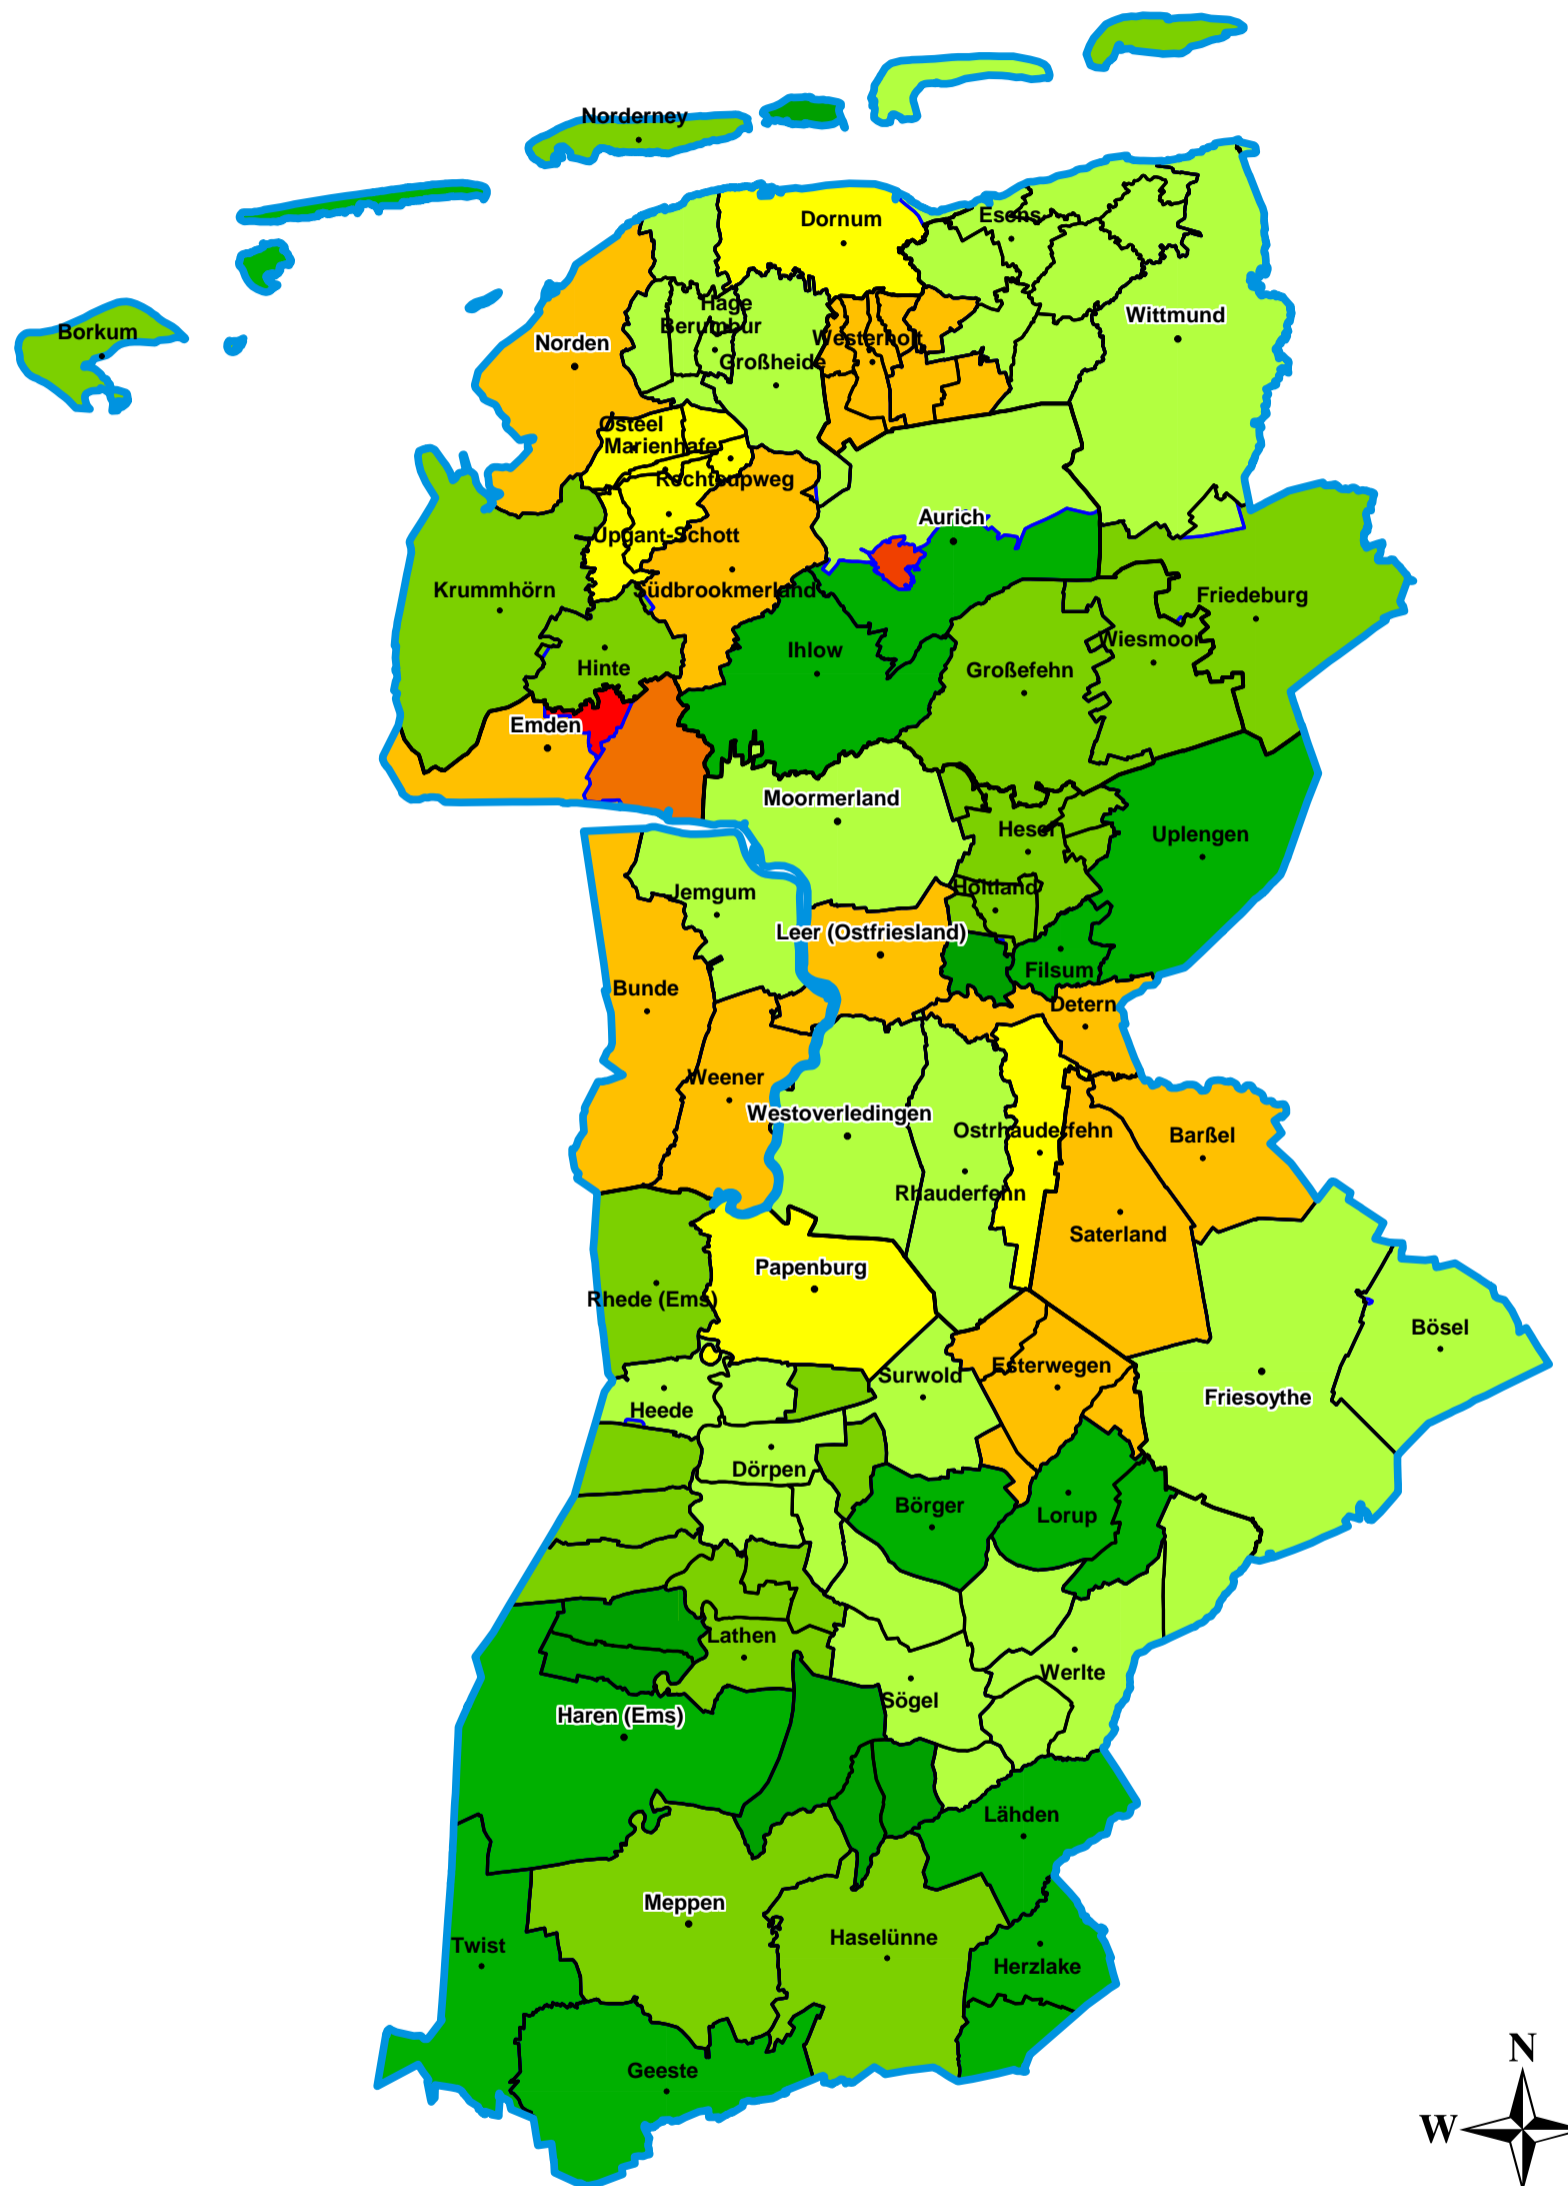 Norderney
Dornum
Esens
Hage
Borkum
Wittmund
Berumbur
Norden
Westerholt
Großheide
Osteel
Marienhafe
Rechtsupweg
Aurich
Upgant-Schott
Krummhörn
Südbrookmerland
Friedeburg
Wiesmoor
Ihlow
Hinte
Großefehn
Emden
Moormerland
Hesel
Uplengen
Jemgum
Holtland
Leer (Ostfriesland)
Filsum
Bunde
Detern
Weener
Westoverledingen
Ostrhauderfehn
Barßel
Rhauderfehn
Saterland
Papenburg
Rhede (Ems)
Bösel
Esterwegen
Surwold
Friesoythe
Heede
Dörpen
Börger
Lorup
Lathen
Werlte
Sögel
Haren (Ems)
Lähden
Meppen
Haselünne
Twist
Herzlake
Geeste
N
W